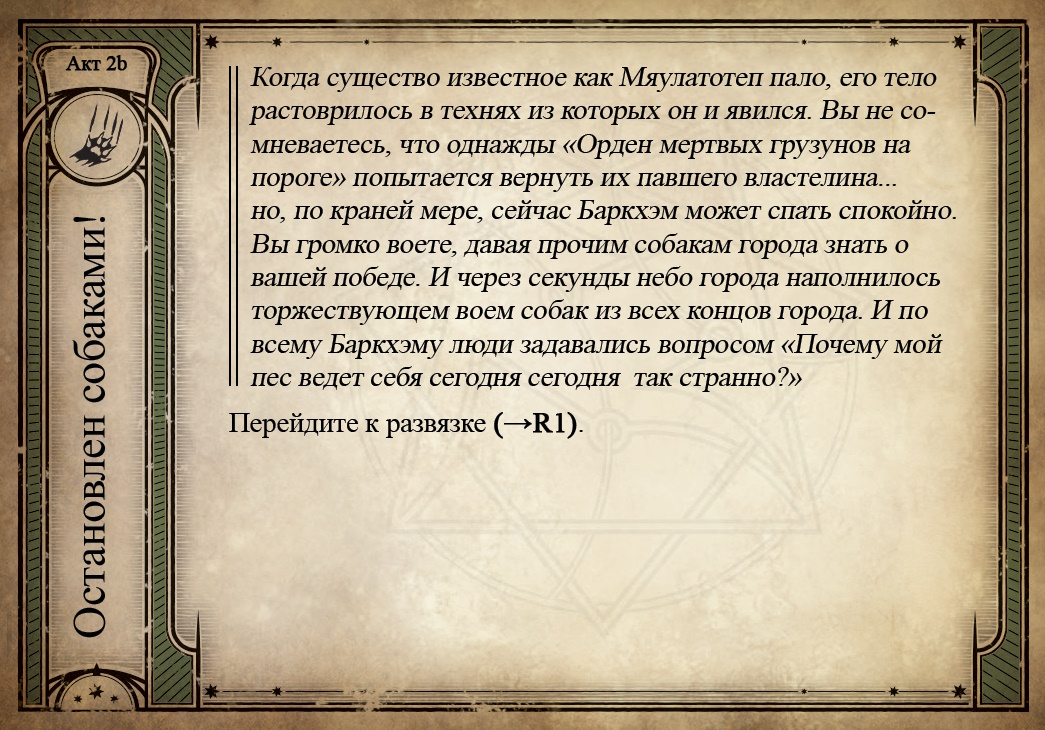 Акт 2b
Остановлен собаками!
Когда существо известное как Мяулатотеп пало, его тело
растоврилось в технях из которых он и явился. Вы не со-
мневаетесь, что однажды «Орден мертвых грузунов на
пороге» попытается вернуть их павшего властелина...
но, по краней мере, сейчас Баркхэм может спать спокойно.
Вы громко воете, давая прочим собакам города знать о
вашей победе. И через секунды небо города наполнилось
торжествующем воем собак из всех концов города. И по
всему Баркхэму люди задавались вопросом «Почему мой
пес ведет себя сегодня сегодня так странно?»
Перейдите к развязке (→R1).